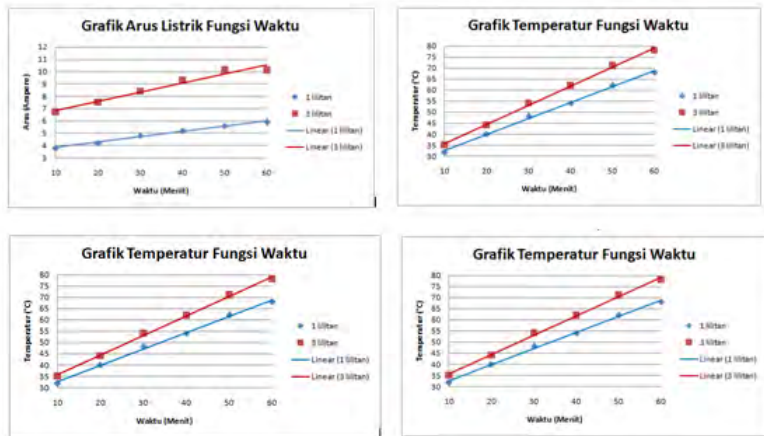 Grafik Arus Listrik Fungsi Waktu
Arus (Ampere)
12
11
10
9
8
7
6
5
4
3
10 20 30 40 50 60
Waktu (Menit)
1 lilitan
3 lilitan
Linear (1 lilitan)
Linear (3 lilitan)
Grafik Temperatur Fungsi Waktu
Temperatur (°C)
80
75
70
65
60
55
50
45
40
35
30
10 20 30 40 50 60
Waktu (Menit)
1 lilitan
3 lilitan
Linear (1 lilitan)
Linear (3 lilitan)
Grafik Temperatur Fungsi Waktu
Temperatur (°C)
80
75
70
65
60
55
50
45
40
35
30
10 20 30 40 50 60
Waktu (Menit)
1 lilitan
3 lilitan
Linear (1 lilitan)
Linear (3 lilitan)
Grafik Temperatur Fungsi Waktu
Temperatur (°C)
80
75
70
65
60
55
50
45
40
35
30
10 20 30 40 50 60
Waktu (Menit)
1 lilitan
3 lilitan
Linear (1 lilitan)
Linear (3 lilitan)